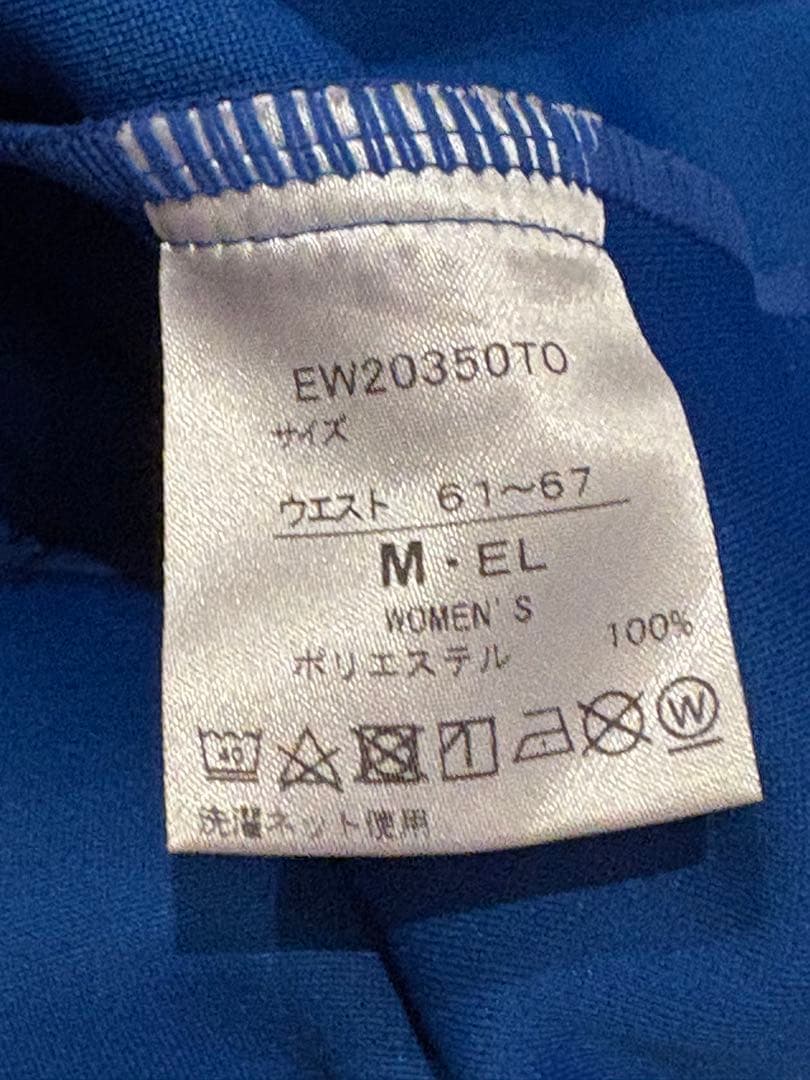 EW20350TO
サイズ
ウエスト 61～67
M・EL
WOMEN'S
ポリエステル 100%
40 W
洗濯ネット使用